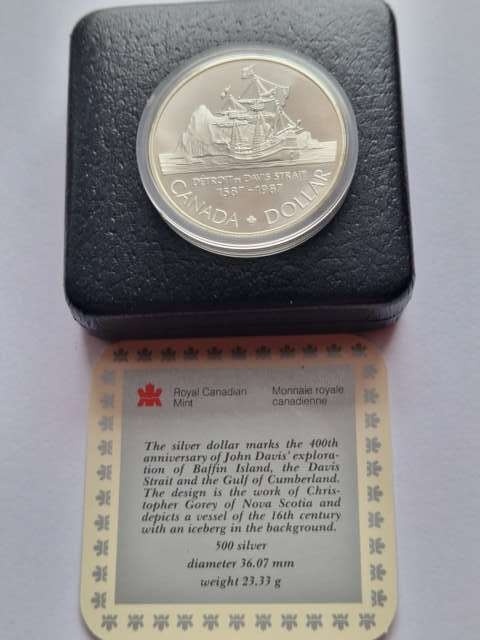 DÉTROIT DE DAVIS STRAIT
1587-1987
CANADA DOLLAR
Royal Canadian Mint
Monnaie royale canadienne
The silver dollar marks the 400th
anniversary of John Davis' explora-
tion of Baffin Island, the Davis
Strait and the Gulf of Cumberland.
The design is the work of Chris-
topher Gorey of Nova Scotia and
depicts a vessel of the 16th century
with an iceberg in the background.
500 silver
diameter 36.07 mm
weight 23.33 g